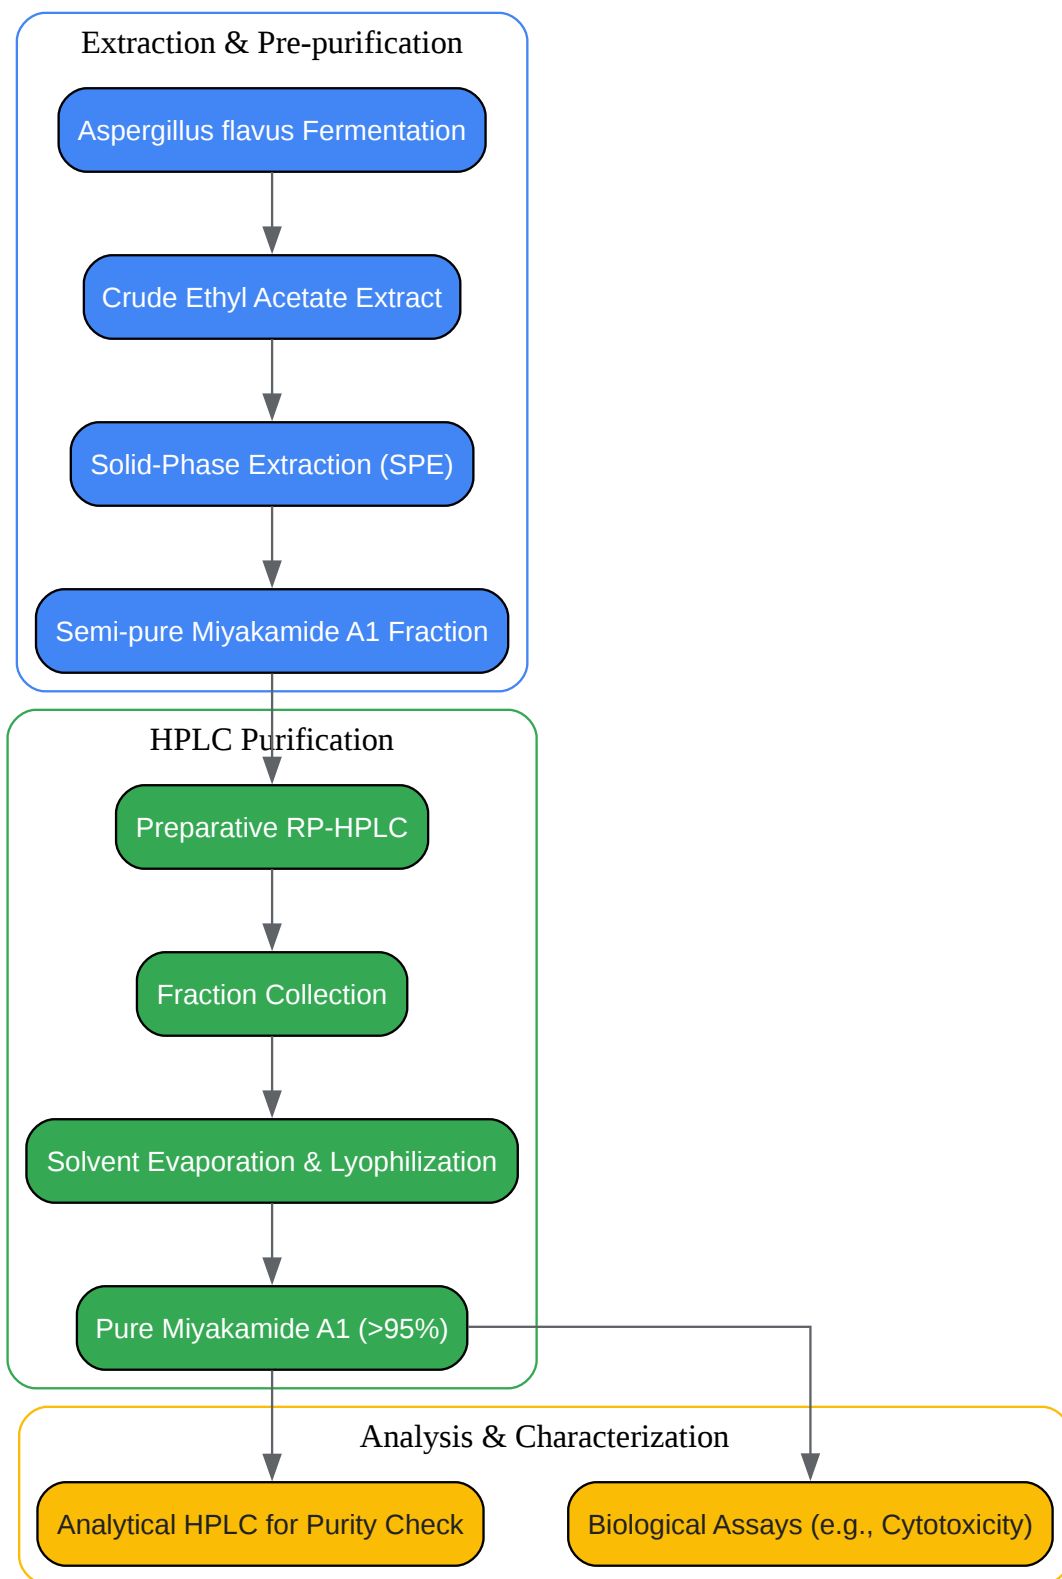 Extraction & Pre-purification
Aspergillus flavus Fermentation
Crude Ethyl Acetate Extract
Solid-Phase Extraction (SPE)
Semi-pure Miyakamide A1 Fraction
HPLC Purification
Preparative RP-HPLC
Fraction Collection
Solvent Evaporation & Lyophilization
Pure Miyakamide A1 (>95%)
Analysis & Characterization
Analytical HPLC for Purity Check
Biological Assays (e.g., Cytotoxicity)